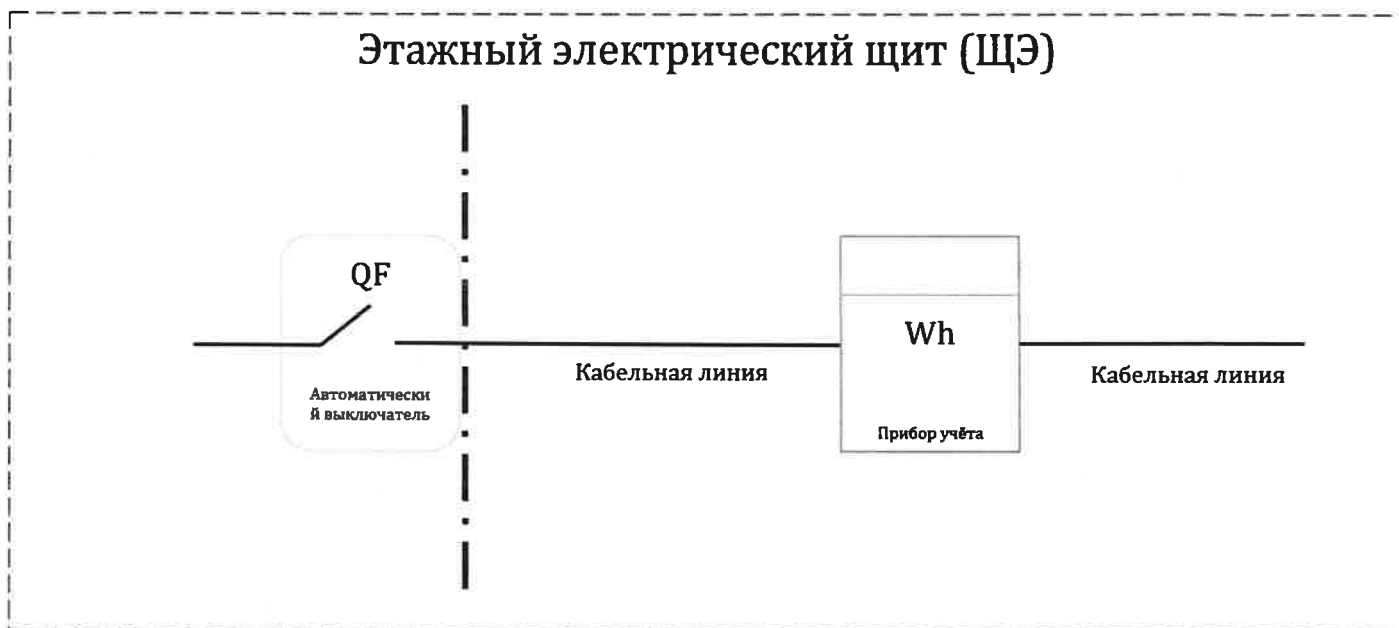 Этажный электрический щит (ЩЭ)
QF
Автоматически
й выключатель
Кабельная линия
Wh
Прибор учёта
Кабельная линия